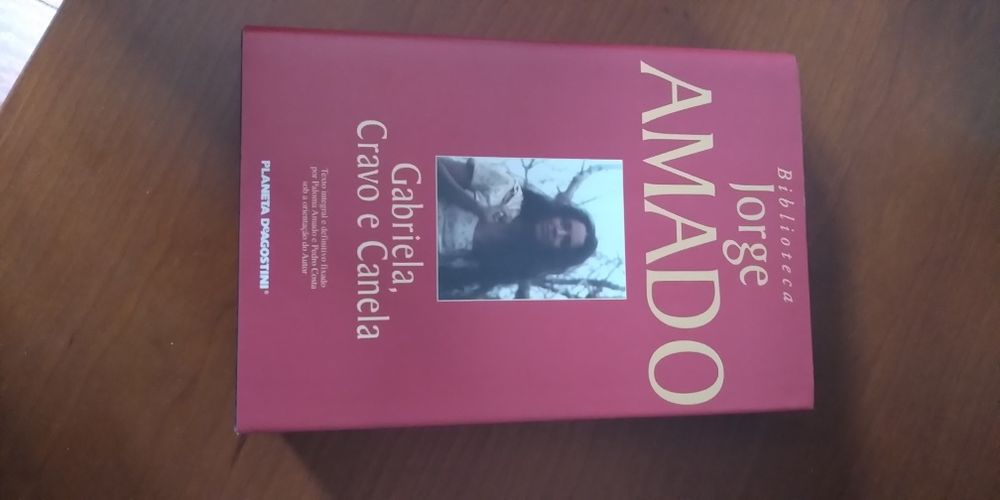 Biblioteca
Jorge
AMADO
Gabriela,
Cravo e Canela
Texto integral e definitivo fixado
por Paloma Amado e Pedro Costa
sob a orientação do Autor
PLANETA DeAGOSTINI®